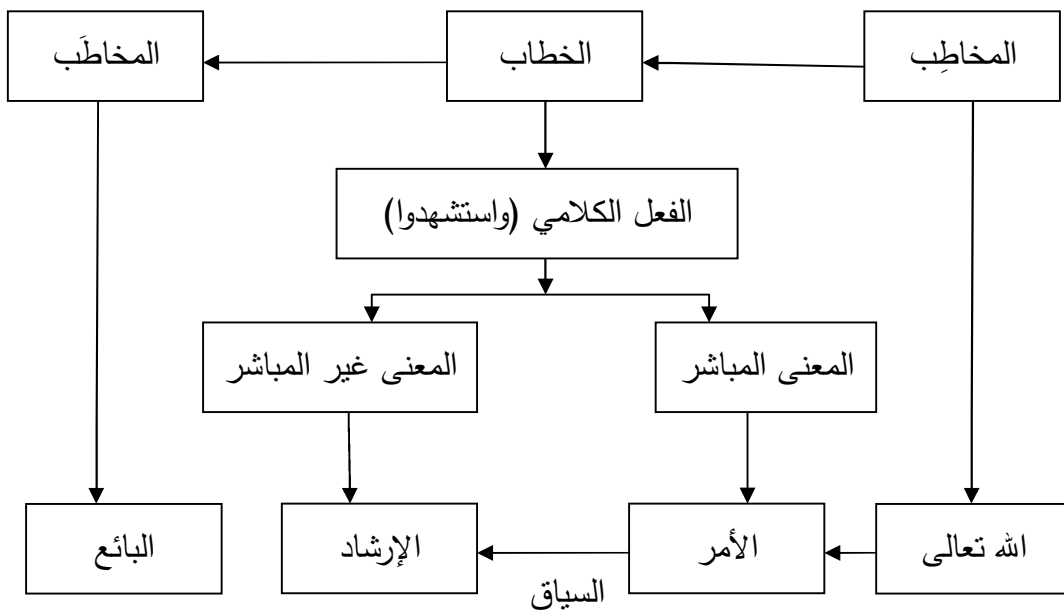 المخاطِب
الخطاب
المخاطَب
الفعل الكلامي (واستشهدوا)
المعنى المباشر
المعنى غير المباشر
الله تعالى
الأمر
الإرشاد
البائع
السياق